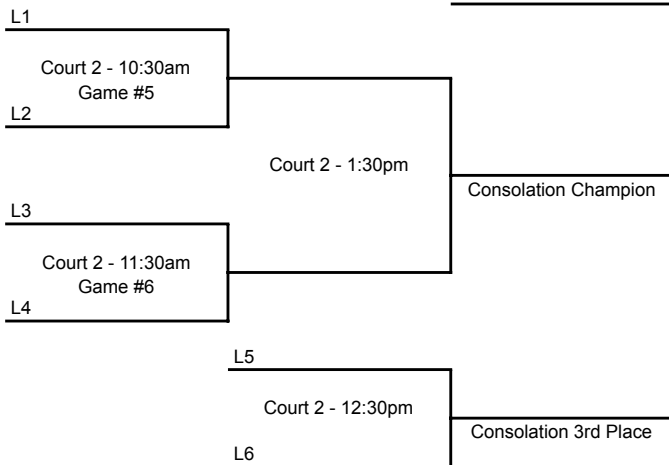 L1
Court 2 - 10:30am
Game #5
L2
Court 2 - 1:30pm
Consolation Champion
L3
Court 2 - 11:30am
Game #6
L4
L5
Court 2 - 12:30pm
Consolation 3rd Place
L6